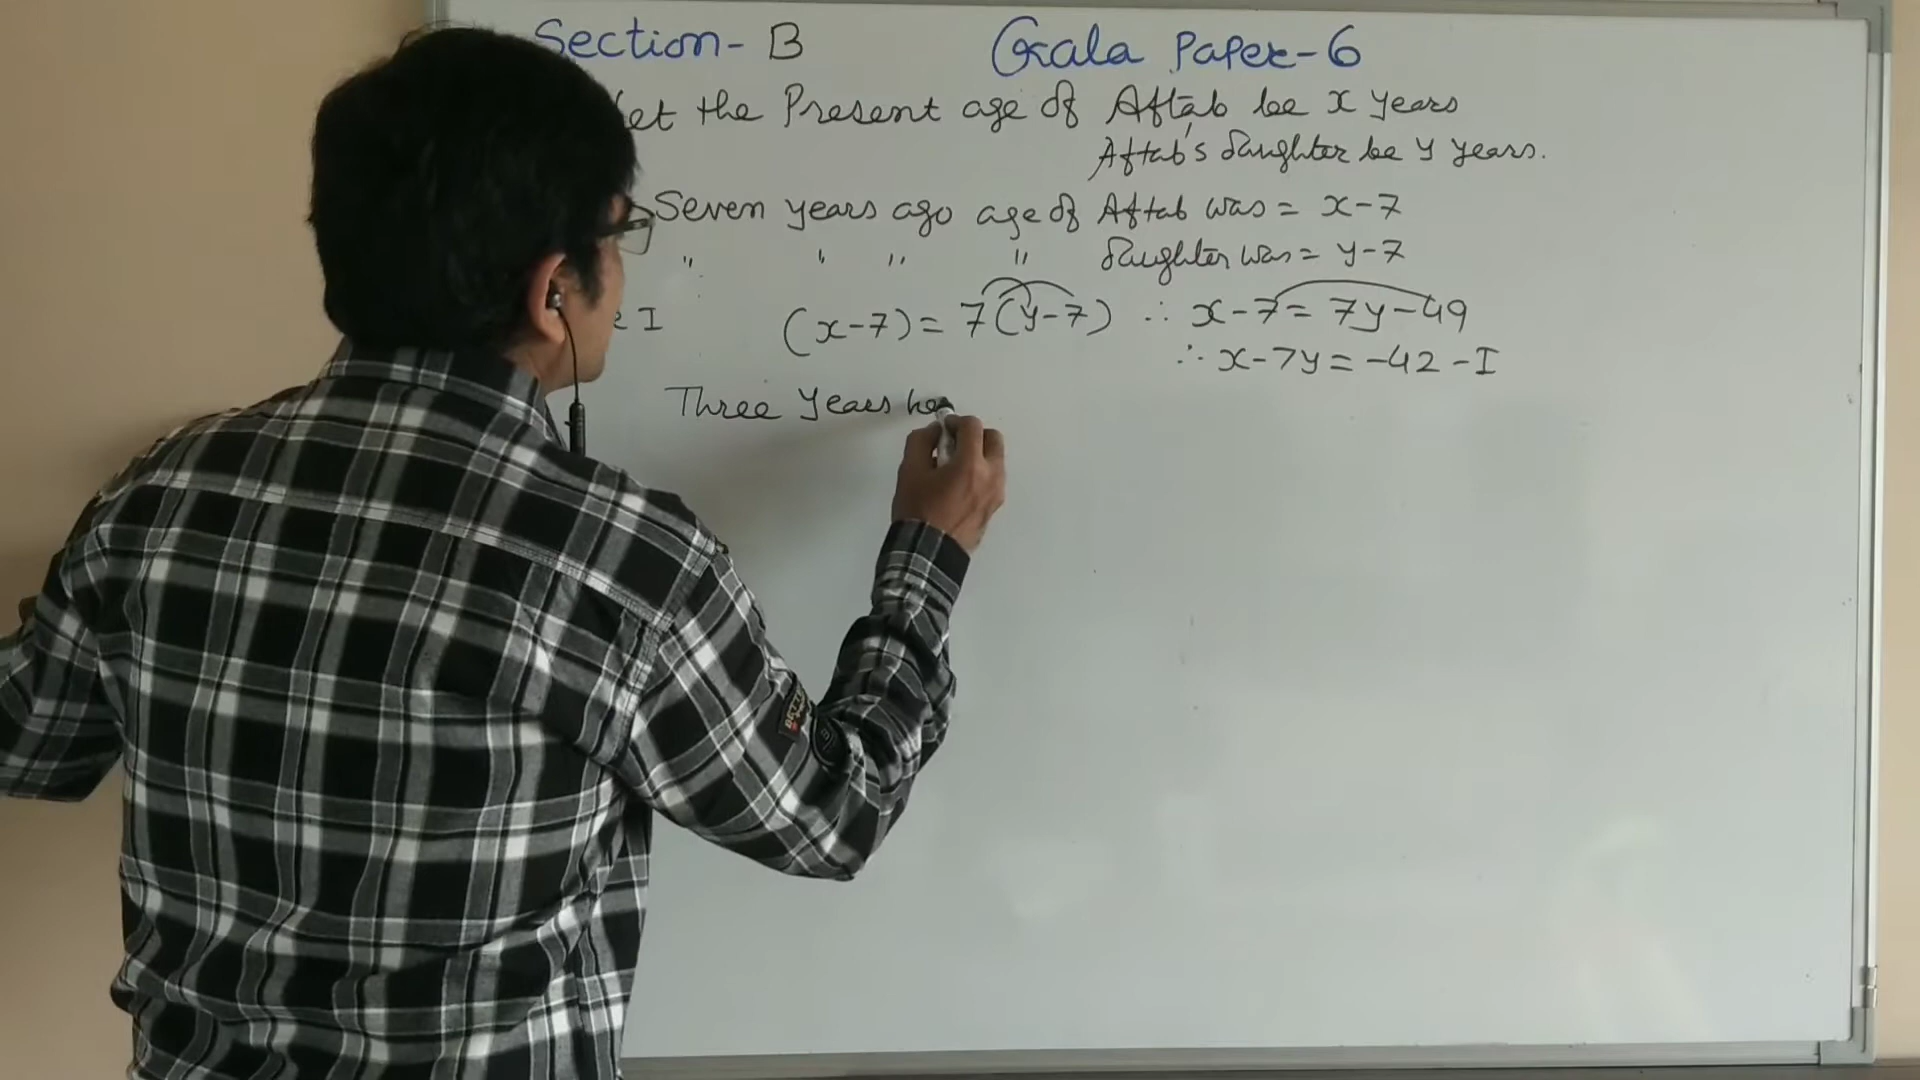 Section - B Gala Paper - 6
Let the Present age of Aftab be x years
Aftab's daughter be y years.
Seven years ago age of Aftab was = x-7
" " " " daughter was = y-7
I (x-7) = 7(y-7) ∴ x-7 = 7y-49
∴ x-7y = -42 - I
Three years